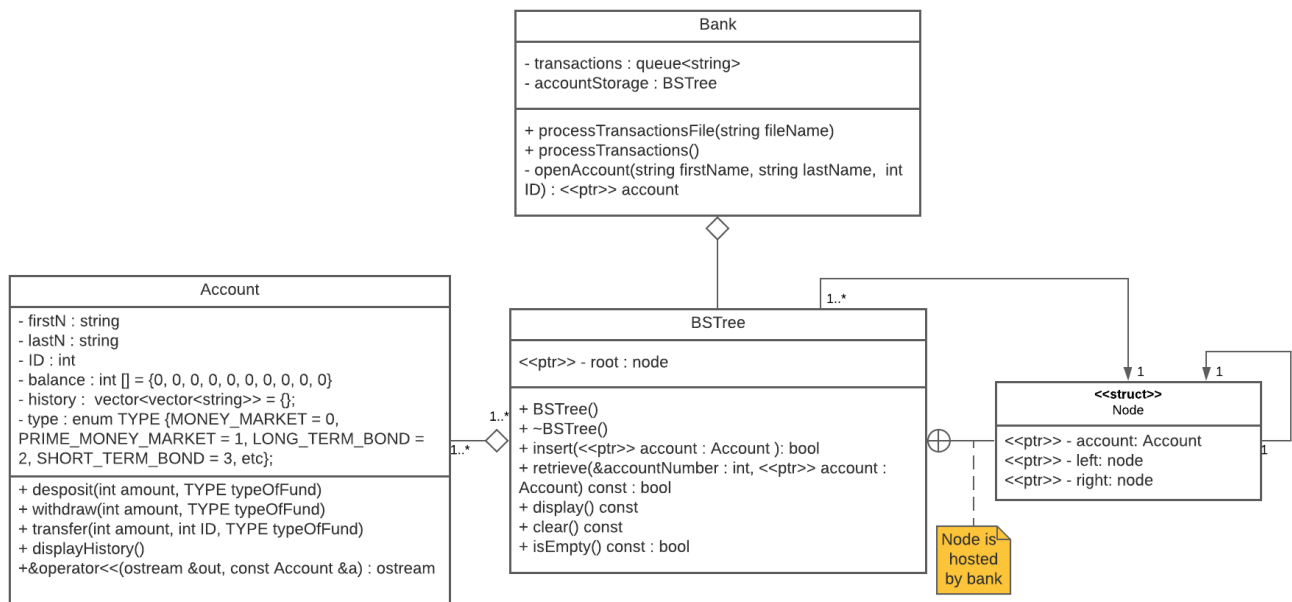 Bank
- transactions : queue<string>
- accountStorage : BSTree
+ processTransactionsFile(string fileName)
+ processTransactions()
- openAccount(string firstName, string lastName,  int
ID) : <<ptr>> account
Account
- firstN : string
- lastN : string
- ID : int
- balance : int [] = {0, 0, 0, 0, 0, 0, 0, 0, 0, 0}
- history :  vector<vector<string>> = {};
- type : enum TYPE {MONEY_MARKET = 0,
PRIME_MONEY_MARKET = 1, LONG_TERM_BOND =
2, SHORT_TERM_BOND = 3, etc};
+ desposit(int amount, TYPE typeOfFund)
+ withdraw(int amount, TYPE typeOfFund)
+ transfer(int amount, int ID, TYPE typeOfFund)
+ displayHistory()
+&operator<<(ostream &out, const Account &a) : ostream
1..*
1..*
BSTree
<<ptr>> - root : node
+ BSTree()
+ ~BSTree()
+ insert(<<ptr>> account : Account ): bool
+ retrieve(&accountNumber : int, <<ptr>> account :
Account) const : bool
+ display() const
+ clear() const
+ isEmpty() const : bool
1..*
1
1
<<struct>>
Node
<<ptr>> - account: Account
<<ptr>> - left: node
<<ptr>> - right: node
1
Node is
hosted
by bank